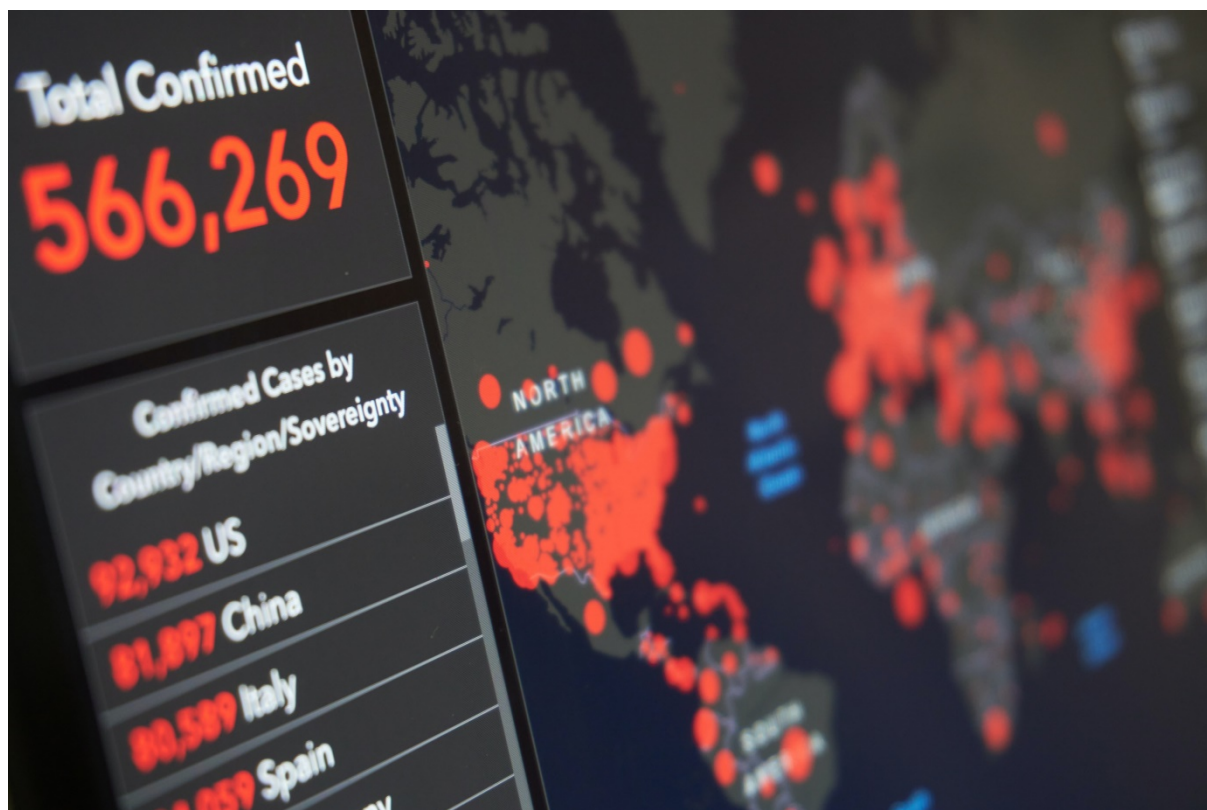 Total Confirmed
566,269
Confirmed Cases by
Country/Region/Sovereignty
92,932 US
81,897 China
80,589 Italy
Spain
NORTH
AMERICA
SOUTH